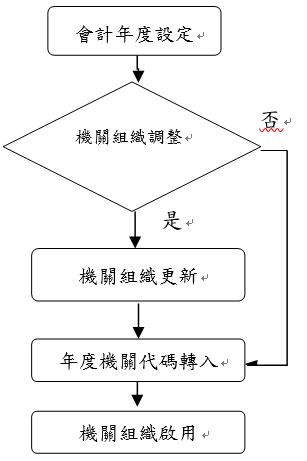 會計年度設定
機關組織調整
否
是
機關組織更新
年度機關代碼轉入
機關組織啟用